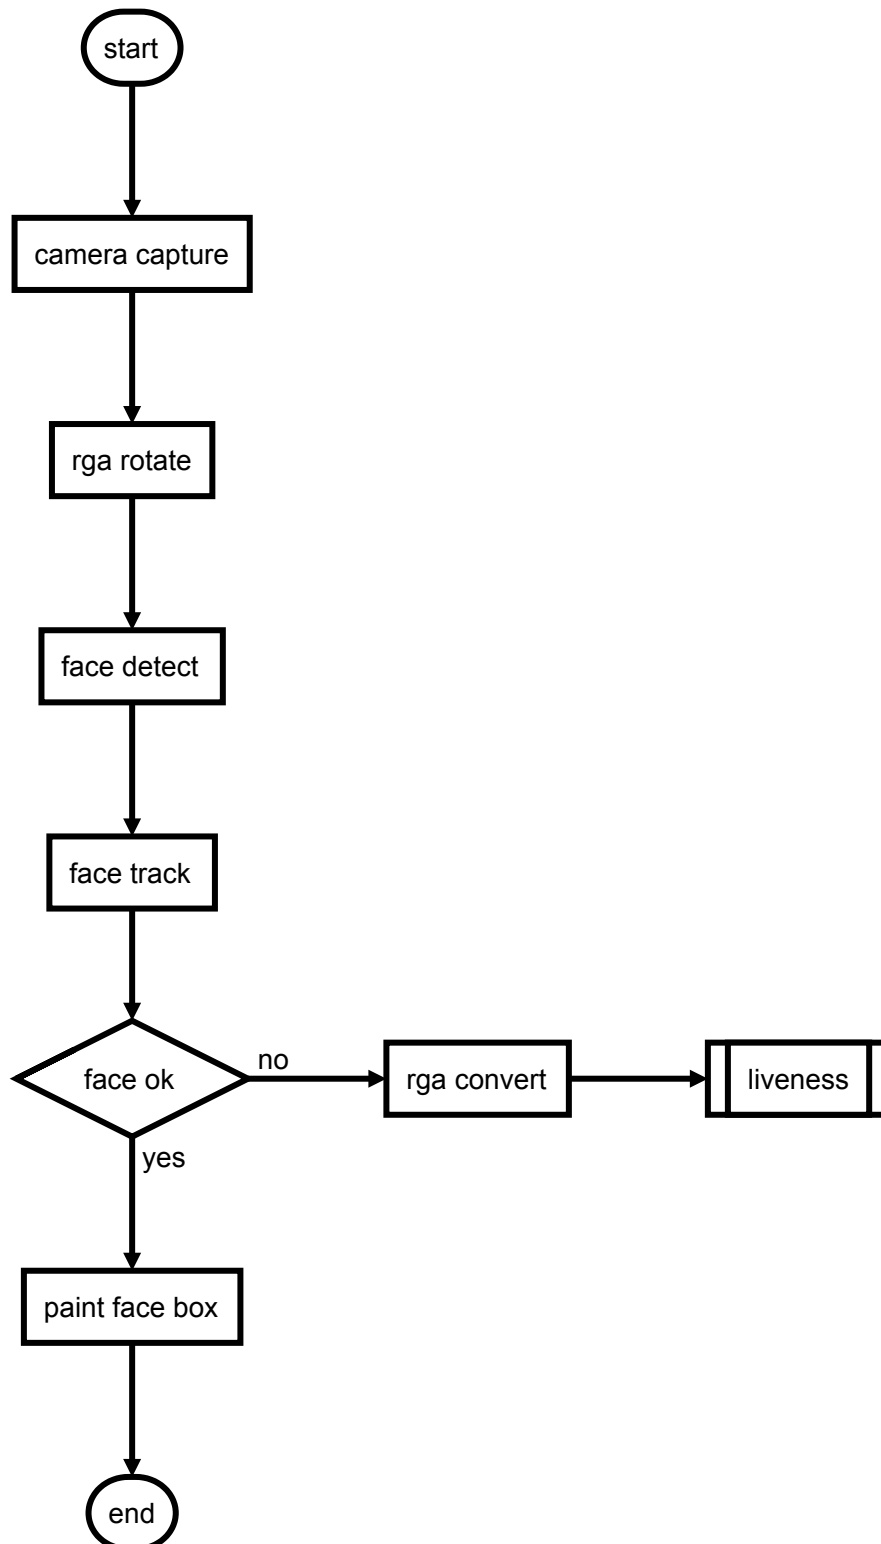 start
camera capture
rga rotate
face detect
face track
face ok
no
rga convert
liveness
yes
paint face box
end